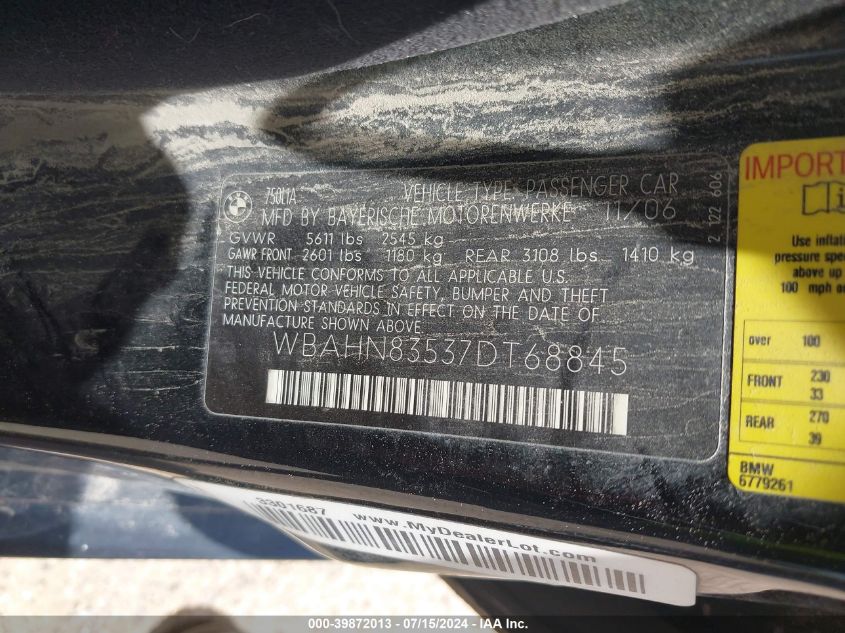 750LIA
VEHICLE TYPE: PASSENGER CAR
MFD BY BAYERISCHE MOTORENWERKE 11/06
GVWR 5611 lbs 2545 kg
GAWR FRONT 2601 lbs 1180 kg REAR 3108 lbs 1410 kg
THIS VEHICLE CONFORMS TO ALL APPLICABLE U.S.
FEDERAL MOTOR VEHICLE SAFETY, BUMPER AND THEFT
PREVENTION STANDARDS IN EFFECT ON THE DATE OF
MANUFACTURE SHOWN ABOVE
WBAHN83537DT68845
2 122 606
IMPORT
Use inflat
pressure spe
above up
100 mph o
over 100
FRONT 230
33
REAR 270
39
BMW
6779261
3301687
www.MyDealerLot.com
000-39872013 - 07/15/2024 - IAA Inc.